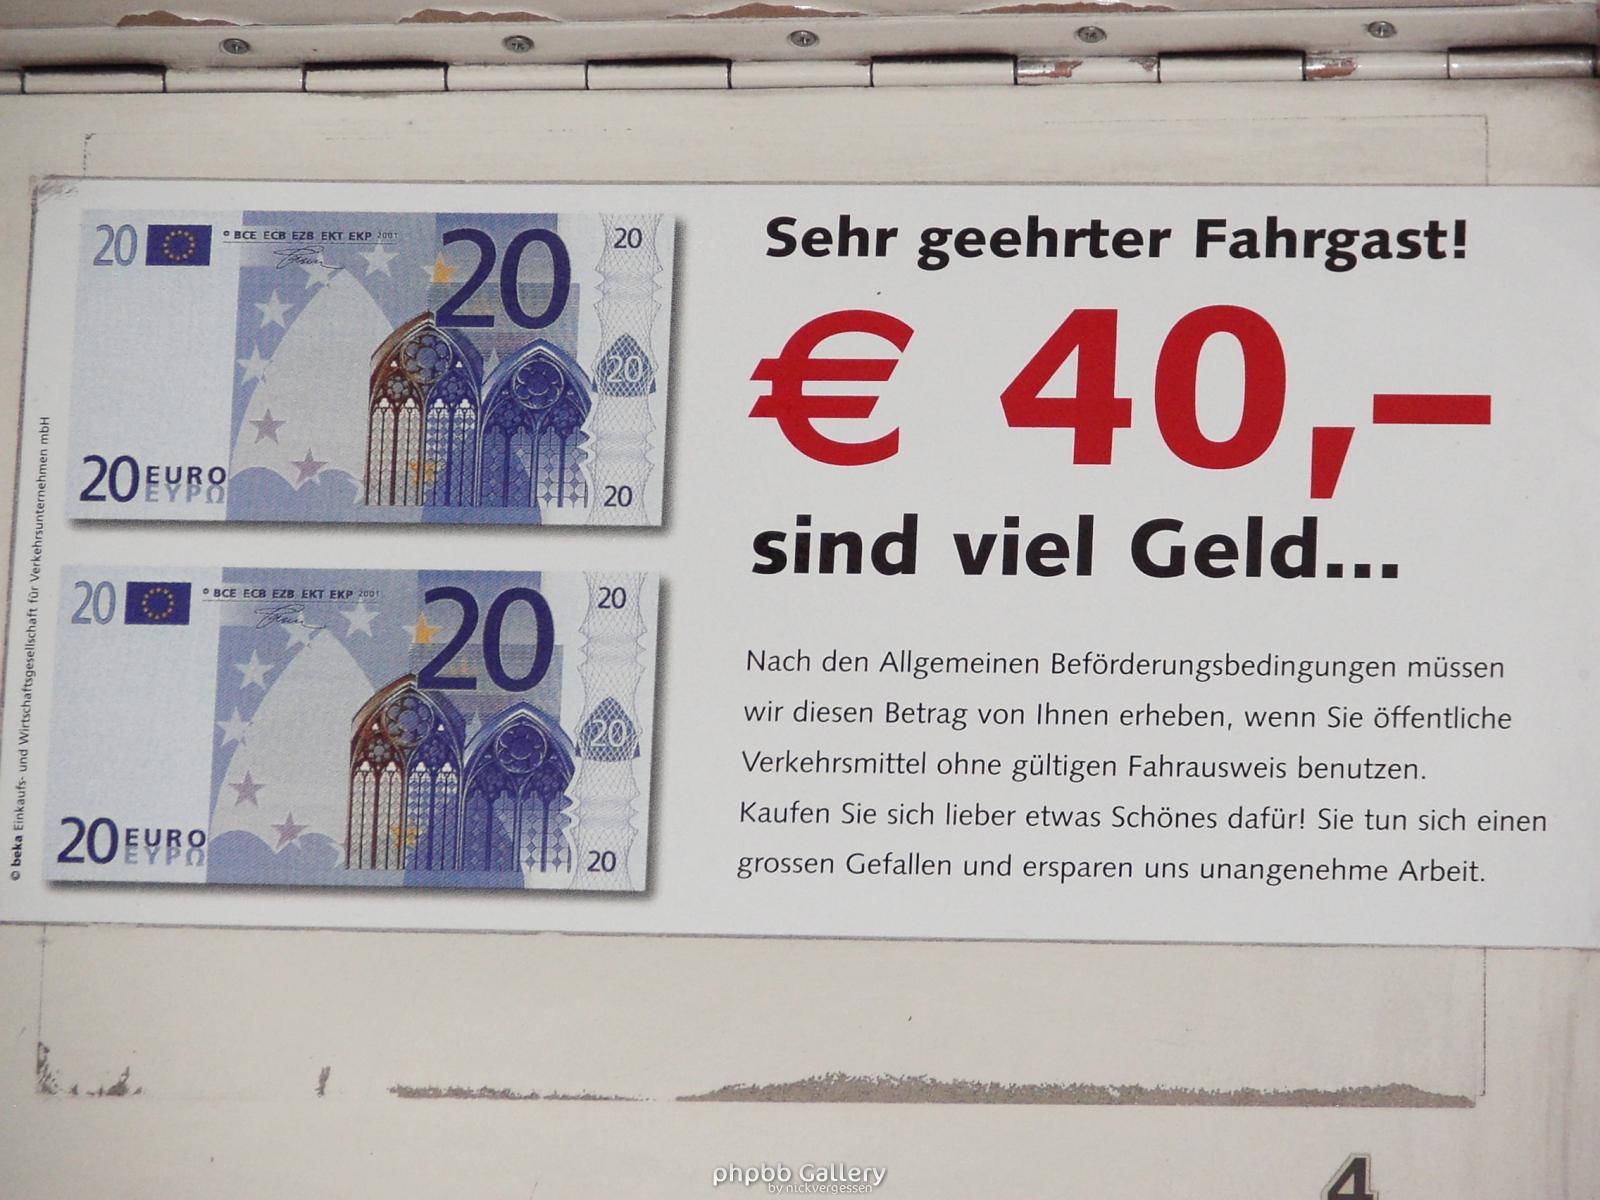 20
© BCE ECB EZB EKT EKP 2001
20
20
20
20 EURO
ΕΥΡΩ
20
20
© BCE ECB EZB EKT EKP 2001
20
20
20
20 EURO
ΕΥΡΩ
20
© beka Einkaufs- und Wirtschaftsgesellschaft für Verkehrsunternehmen mbH
Sehr geehrter Fahrgast!
€ 40,–
sind viel Geld...
Nach den Allgemeinen Beförderungsbedingungen müssen
wir diesen Betrag von Ihnen erheben, wenn Sie öffentliche
Verkehrsmittel ohne gültigen Fahrausweis benutzen.
Kaufen Sie sich lieber etwas Schönes dafür! Sie tun sich einen
grossen Gefallen und ersparen uns unangenehme Arbeit.
4
phpbb Gallery
by nickvergessen